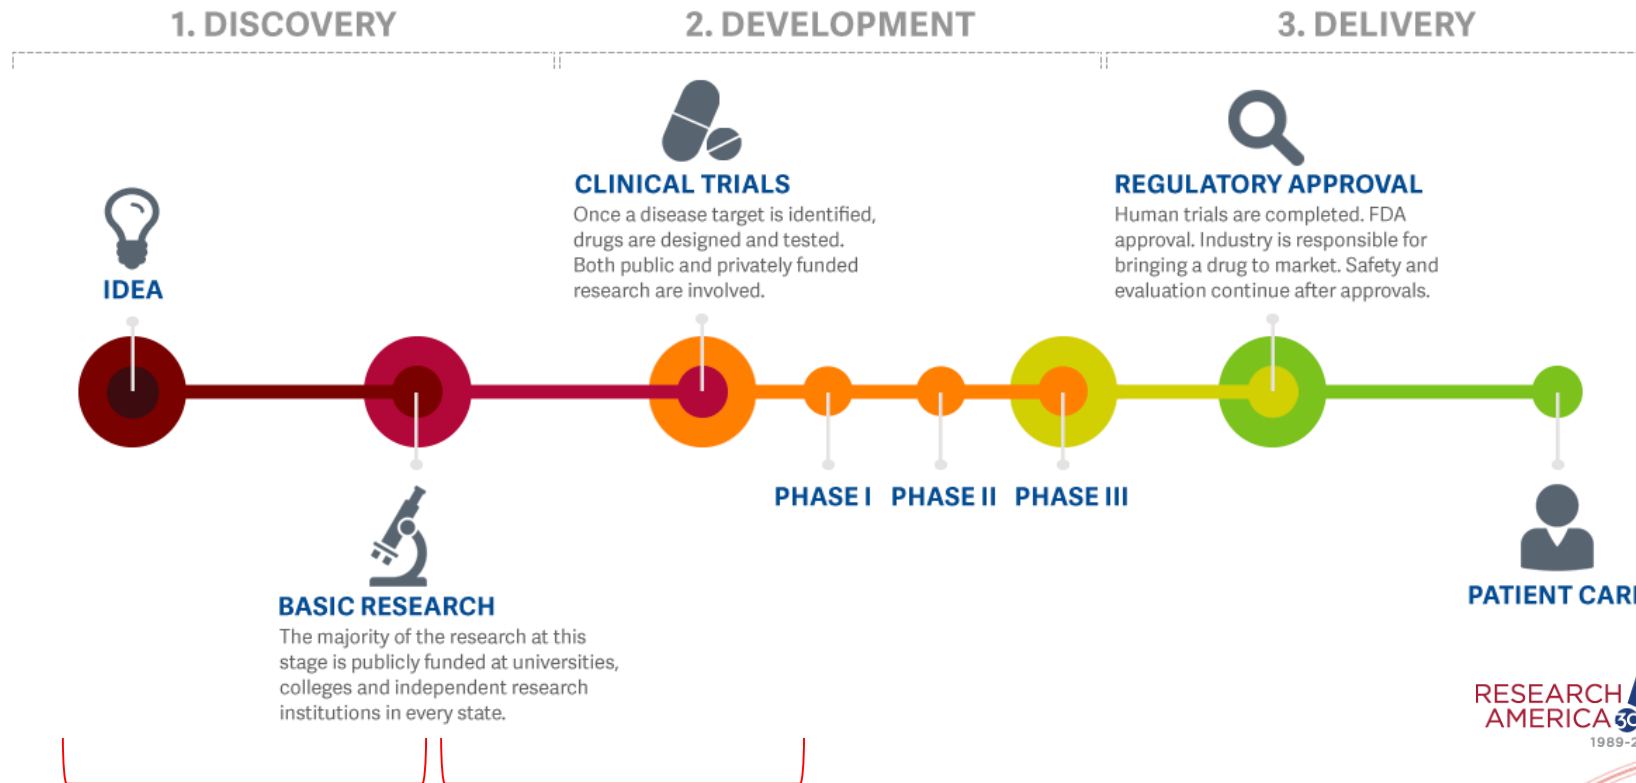 1. DISCOVERY
2. DEVELOPMENT
3. DELIVERY
IDEA
BASIC RESEARCH
The majority of the research at this
stage is publicly funded at universities,
colleges and independent research
institutions in every state.
CLINICAL TRIALS
Once a disease target is identified,
drugs are designed and tested.
Both public and privately funded
research are involved.
PHASE I
PHASE II
PHASE III
REGULATORY APPROVAL
Human trials are completed. FDA
approval. Industry is responsible for
bringing a drug to market. Safety and
evaluation continue after approvals.
PATIENT
RESEARCH
AMERICA